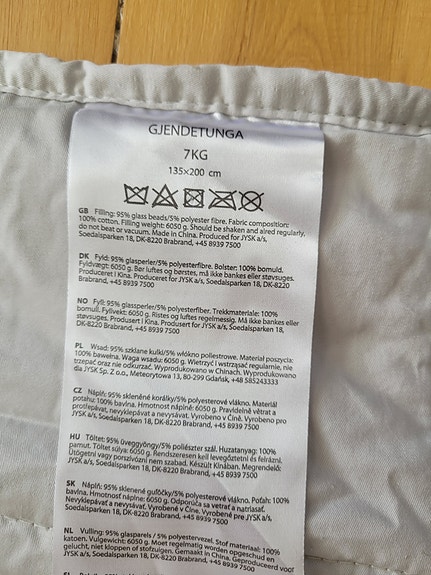 GJENDETUNGA
7KG
135x200 cm
GB Filling: 95% glass beads/5% polyester fibre. Fabric composition:
100% cotton. Filling weight: 6050 g. Should be shaken and aired regularly,
do not beat or vacuum. Made in China. Produced for JYSK a/s,
Soedalsparken 18, DK-8220 Brabrand, +45 8939 7500
DK Fyld: 95% glasperler/5% polyesterfibre. Bolster: 100% bomuld.
Fyldvægt: 6050 g. Bør luftes og børstes, må ikke bankes eller støvsuges.
Produceret i Kina. Produceret for JYSK a/s, Soedalsparken 18, DK-8220
Brabrand, +45 8939 7500
NO Fyll: 95% glassperler/5% polyesterfiber. Trekkmateriale: 100%
bomull. Fyllvekt: 6050 g. Ristes og luftes regelmessig. Må ikke bankes eller
støvsuges. Produsert i Kina. Produsert for JYSK a/s, Soedalsparken 18,
DK-8220 Brabrand, +45 8939 7500
PL Wsad: 95% szklane kulki/5% włókno poliestrowe. Materiał poszycia:
100% bawełna. Waga wsadu: 6050 g. Wietrzyć i wstrząsać regularnie, nie
trzepać oraz nie odkurzać. Wyprodukowano w Chinach. Wyprodukowano
dla JYSK Sp. Z o.o., Meteorytowa 13, 80-299 Gdańsk, +48 585243333
CZ Náplň: 95% skleněné korálky/5% polyesterové vlákno. Materiál
potahu: 100% bavlna. Hmotnost náplně: 6050 g. Pravidelně větrat a
protřepávat, nevyklepávat a nevysávat. Vyrobeno v Číně. Vyrobeno pro
JYSK a/s, Soedalsparken 18, DK-8220 Brabrand, +45 8939 7500
HU Töltet: 95% üveggyöngy/5% poliészter szál. Huzatanyag: 100%
pamut. Töltet súlya: 6050 g. Rendszeresen kell levegőztetni és felrázni.
Ütögetni vagy porszívózni nem szabad. Készült Kínában. Megrendelő:
JYSK a/s, Soedalsparken 18, DK-8220 Brabrand, +45 8939 7500
SK Náplň: 95% sklenené guľôčky/5% polyesterové vlákno. Poťah: 100%
bavlna. Hmotnosť náplne: 6050 g. Odporúča sa vetrať a natriasať.
Nevyklepávať a nevysávať. Vyrobené v Číne. Vyrobené pre JYSK a/s,
Soedalsparken 18, DK-8220 Brabrand, +45 8939 7500
NL Vulling: 95% glasparels / 5% polyestervezel. Stof materiaal: 100%
katoen. Vulgewicht: 6050 g. Moet regelmatig worden opgeschud en
gelucht, niet kloppen of stofzuigen. Gemaakt in China. Geproduceerd
voor JYSK a/s, Soedalsparken 18, DK-8220 Brabrand, +45 8939 7500